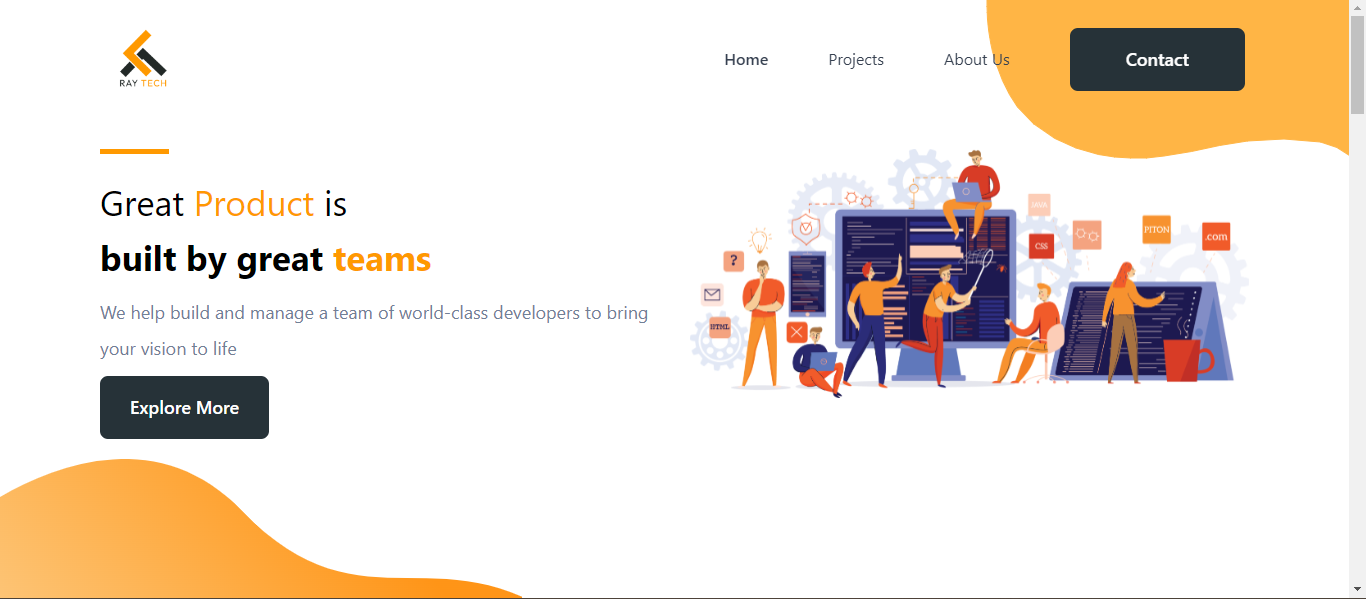 RAY TECH
Home
Projects
About Us
Contact
Great Product is
built by great teams
We help build and manage a team of world-class developers to bring
your vision to life
Explore More
JAVA
CSS
PITON
.com
?
HTML